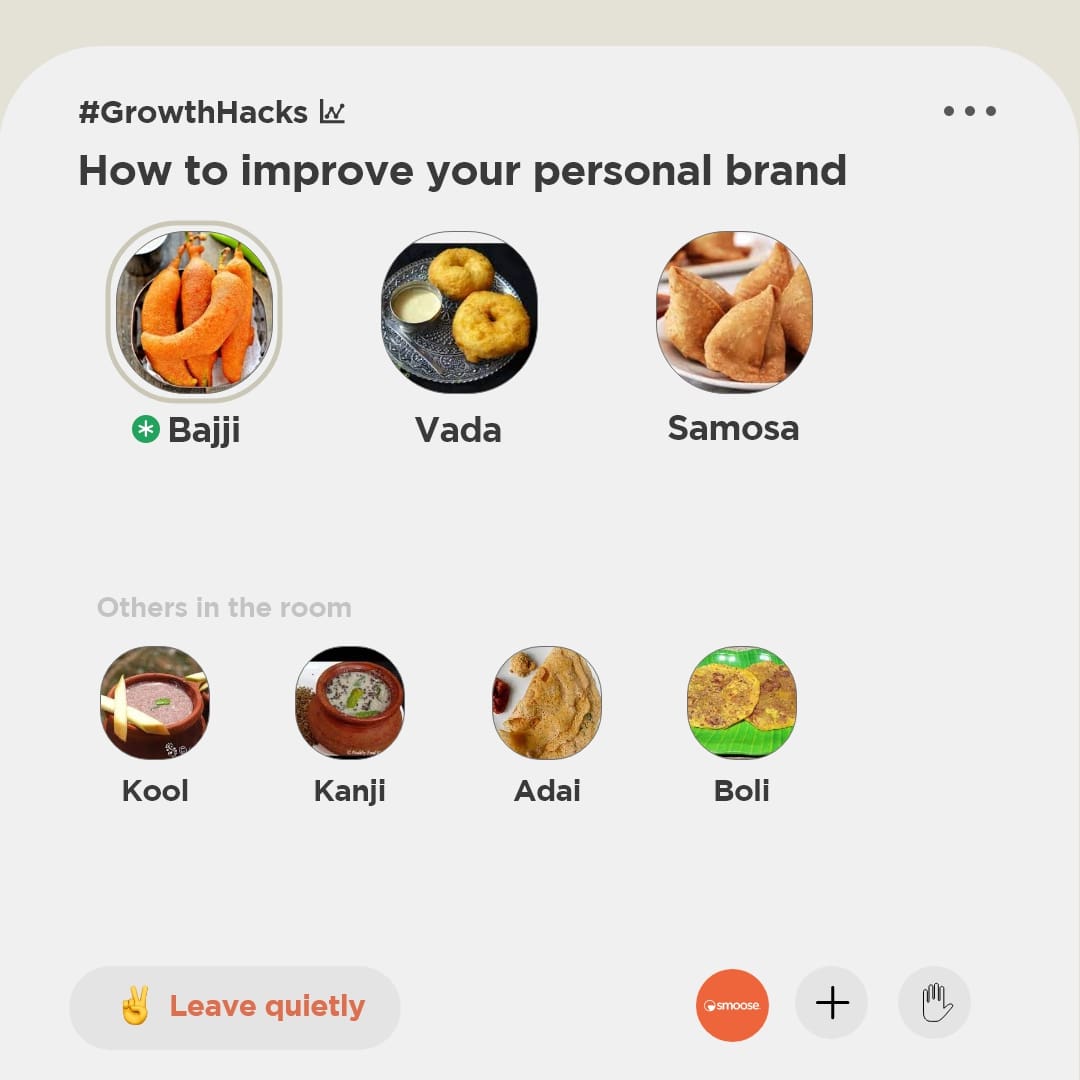 #GrowthHacks
How to improve your personal brand
Bajji
Vada
Samosa
Others in the room
Kool
Kanji
Adai
Boli
Leave quietly
smoose.